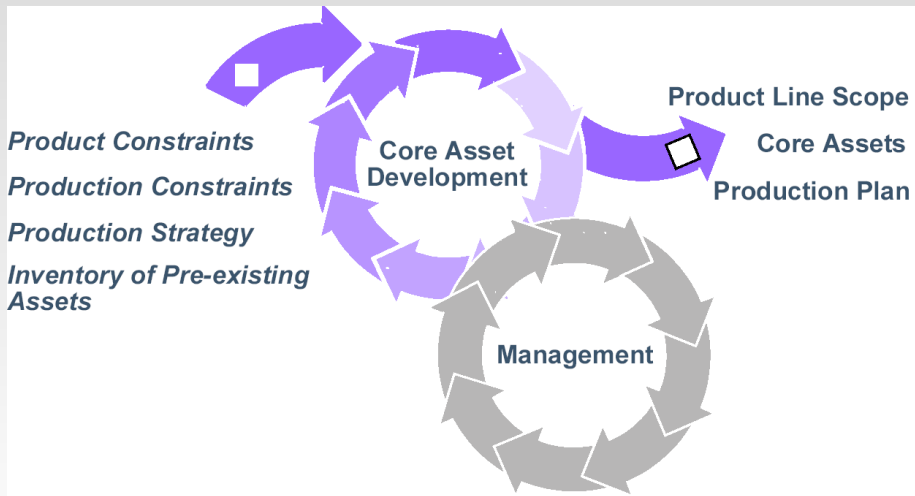 Product Constraints
Production Constraints
Production Strategy
Inventory of Pre-existing
Assets
Core Asset
Development
Product Line Scope
Core Assets
Production Plan
Management